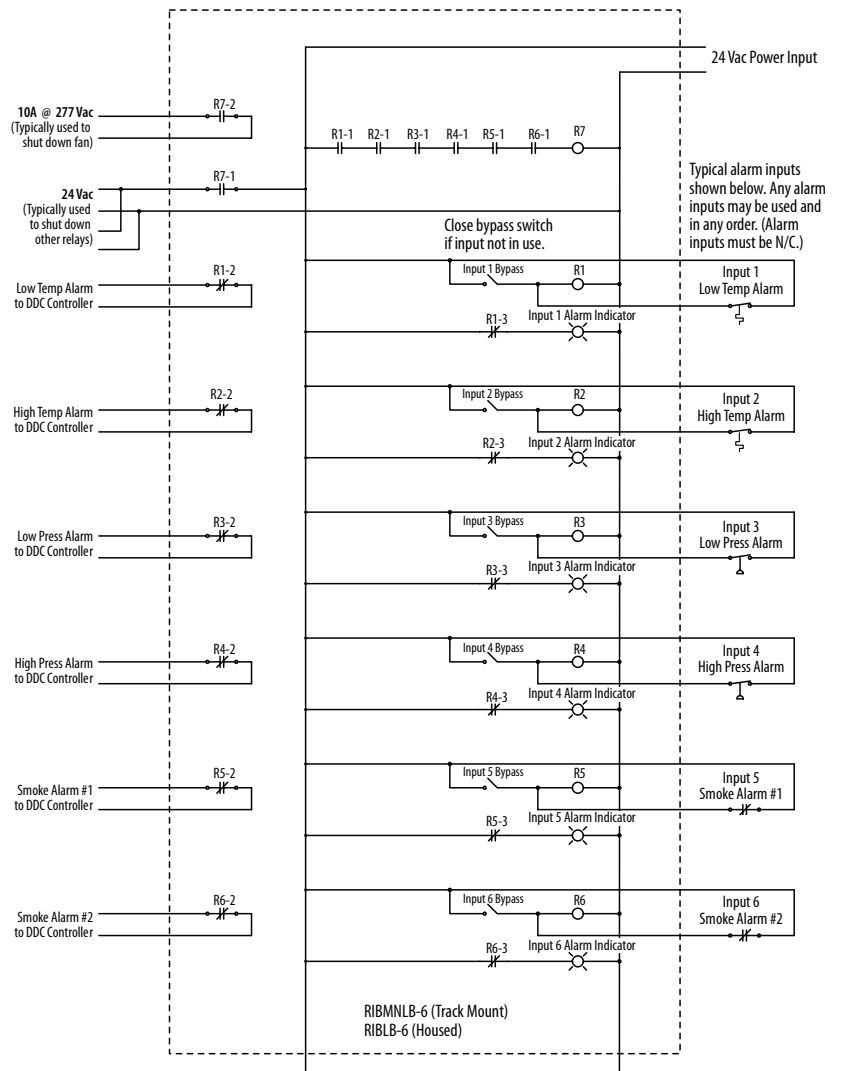 24 Vac Power Input
10A @ 277 Vac
(Typically used to
shut down fan)
R7-2
R1-1 R2-1 R3-1 R4-1 R5-1 R6-1 R7
24 Vac
(Typically used
to shut down
other relays)
R7-1
Typical alarm inputs
shown below. Any alarm
inputs may be used and
in any order. (Alarm
inputs must be N/C.)
Close bypass switch
if input not in use.
Low Temp Alarm
to DDC Controller
R1-2
Input 1 Bypass
R1
Input 1
Low Temp Alarm
R1-3
Input 1 Alarm Indicator
High Temp Alarm
to DDC Controller
R2-2
Input 2 Bypass
R2
Input 2
High Temp Alarm
R2-3
Input 2 Alarm Indicator
Low Press Alarm
to DDC Controller
R3-2
Input 3 Bypass
R3
Input 3
Low Press Alarm
R3-3
Input 3 Alarm Indicator
High Press Alarm
to DDC Controller
R4-2
Input 4 Bypass
R4
Input 4
High Press Alarm
R4-3
Input 4 Alarm Indicator
Smoke Alarm #1
to DDC Controller
R5-2
Input 5 Bypass
R5
Input 5
Smoke Alarm #1
R5-3
Input 5 Alarm Indicator
Smoke Alarm #2
to DDC Controller
R6-2
Input 6 Bypass
R6
Input 6
Smoke Alarm #2
R6-3
Input 6 Alarm Indicator
RIBMNLB-6 (Track Mount)
RIBLB-6 (Housed)